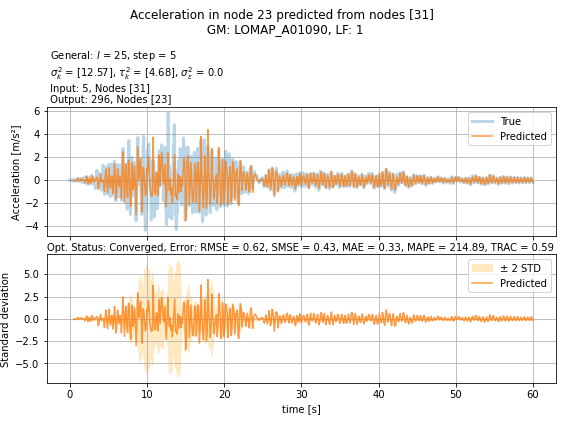 Acceleration in node 23 predicted from nodes [31]
GM: LOMAP_A01090, LF: 1
General: l = 25, step = 5
σ²ₖ = [12.57], τ²ₖ = [4.68], σ²ε = 0.0
Input: 5, Nodes [31]
Output: 296, Nodes [23]
Acceleration [m/s²]
6
4
2
0
−2
−4
True
Predicted
Opt. Status: Converged, Error: RMSE = 0.62, SMSE = 0.43, MAE = 0.33, MAPE = 214.89, TRAC = 0.59
Standard deviation
5.0
2.5
0.0
−2.5
−5.0
± 2 STD
Predicted
0 10 20 30 40 50 60
time [s]